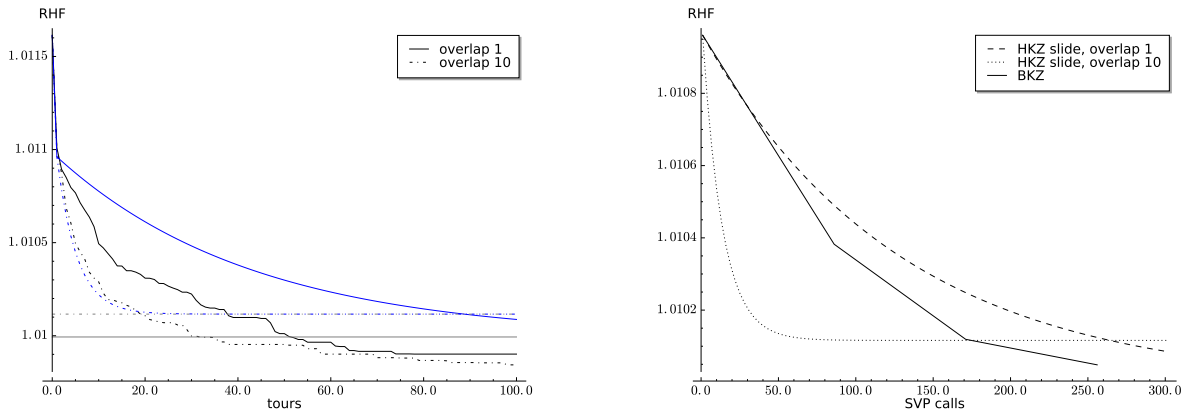 RHF
1.0115
1.011
1.0105
1.01
overlap 1
overlap 10
0.0 20.0 40.0 60.0 80.0 100.0
tours
RHF
1.0108
1.0106
1.0104
1.0102
HKZ slide, overlap 1
HKZ slide, overlap 10
BKZ
0.0 50.0 100.0 150.0 200.0 250.0 300.0
SVP calls